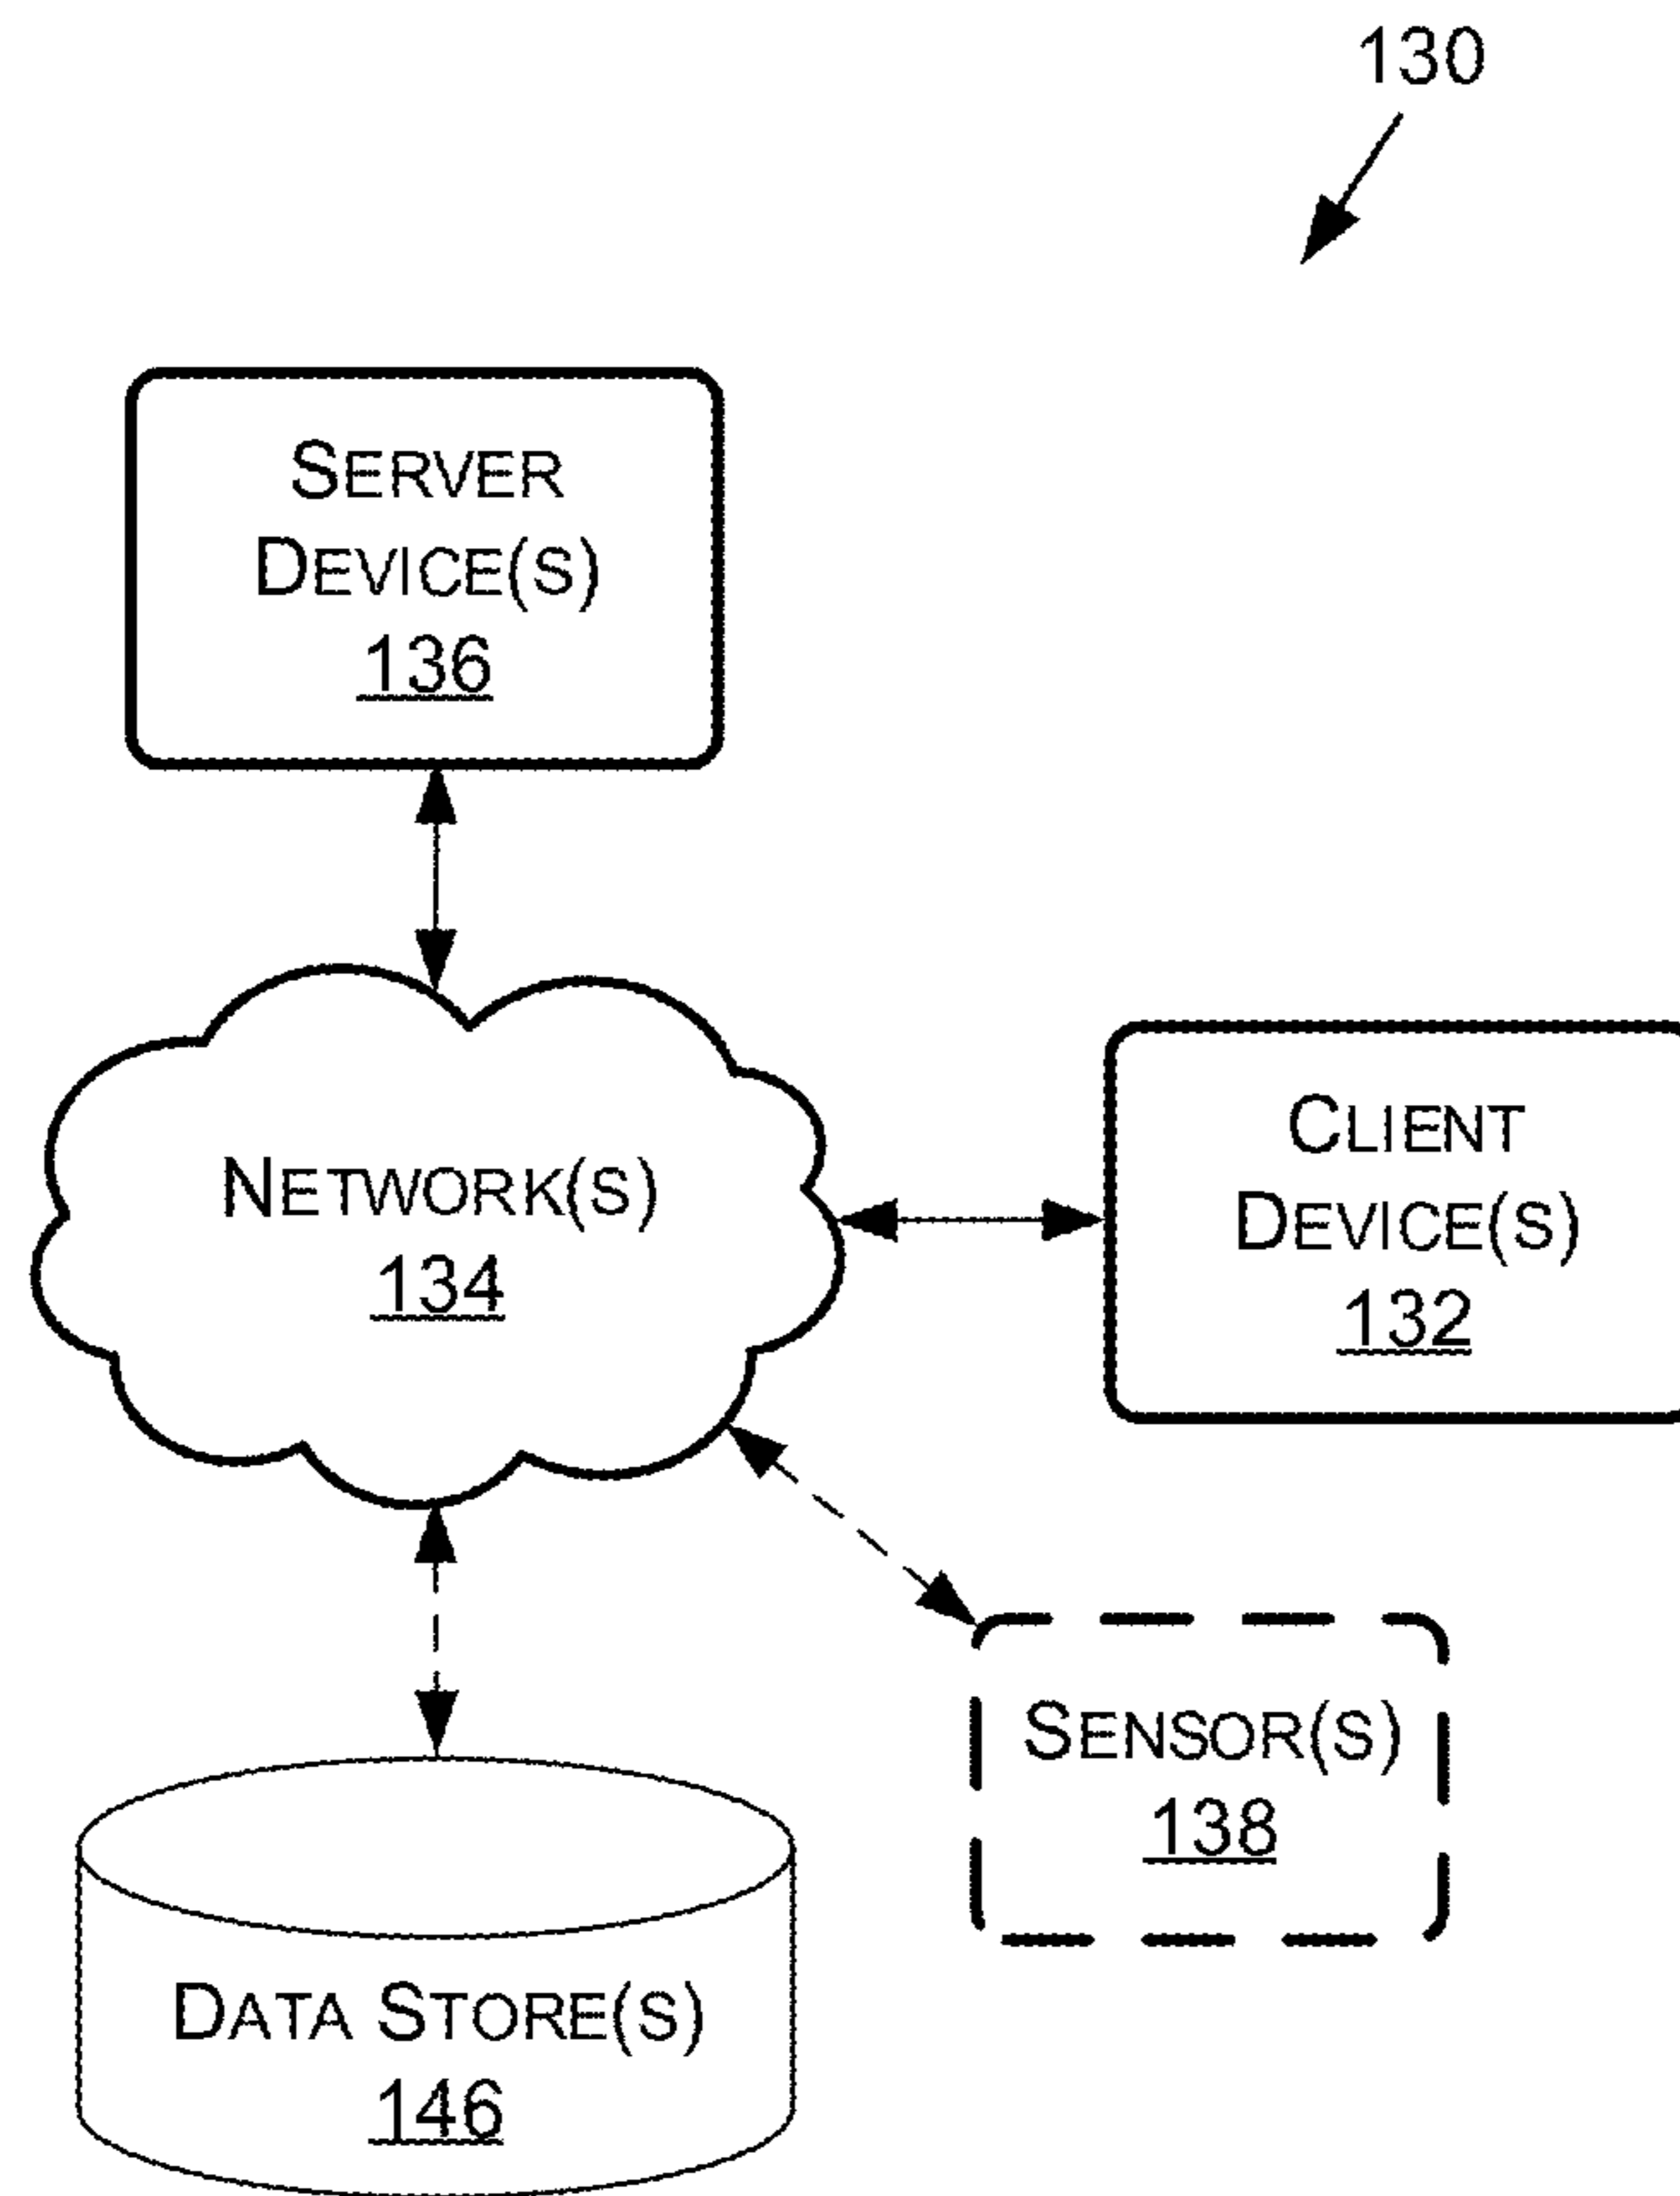 130
SERVER
DEVICE(S)
136
NETWORK(S)
134
CLIENT
DEVICE(S)
132
SENSOR(S)
138
DATA STORE(S)
146